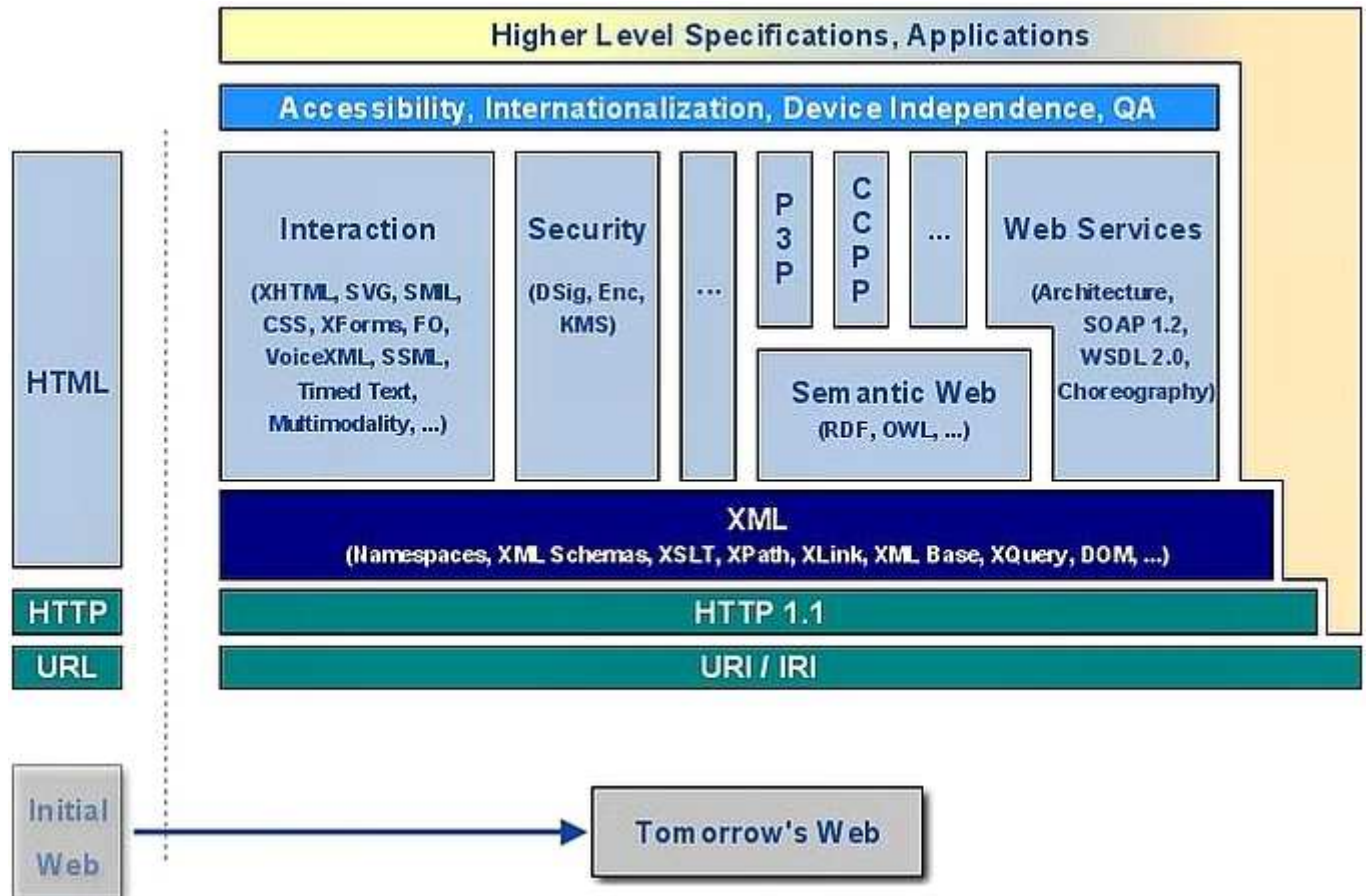 Higher Level Specifications, Applications
Accessibility, Internationalization, Device Independence, QA
HTML
HTTP
URL
Interaction
(XHTML, SVG, SMIL,
CSS, XForms, FO,
VoiceXML, SSML,
Timed Text,
Multimodality, ...)
Security
(DSig, Enc,
KMS)
...
P
3
P
C
C
P
P
...
Web Services
(Architecture,
SOAP 1.2,
WSDL 2.0,
Choreography)
Semantic Web
(RDF, OWL, ...)
XML
(Namespaces, XML Schemas, XSLT, XPath, XLink, XML Base, XQuery, DOM, ...)
HTTP 1.1
URI / IRI
Initial
Web
Tomorrow's Web